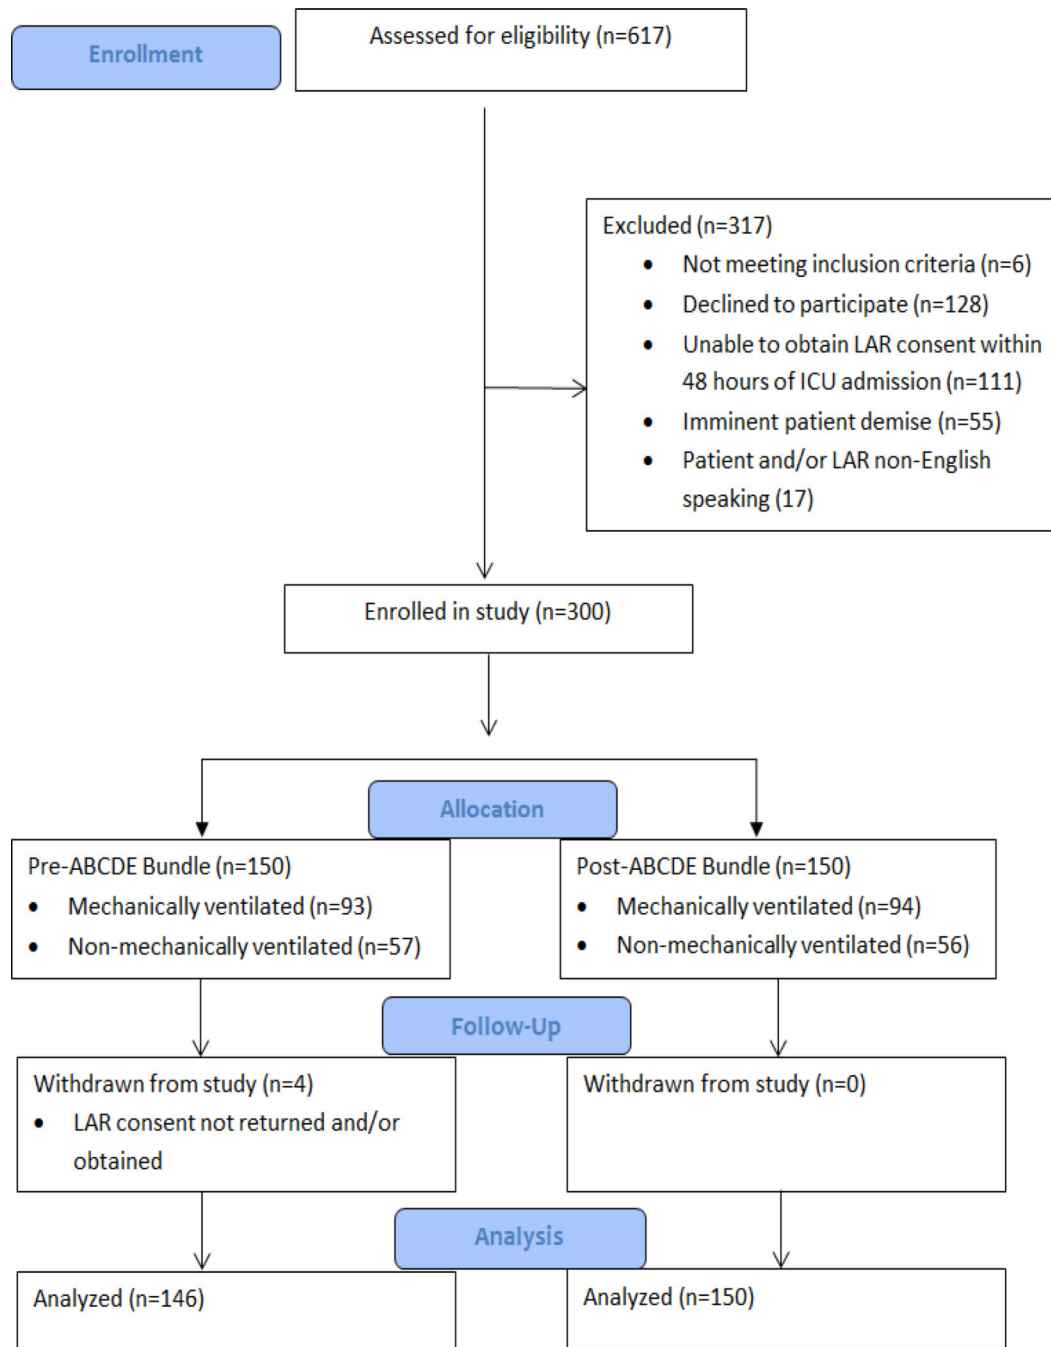 Enrollment
Assessed for eligibility (n=617)
Excluded (n=317)
• Not meeting inclusion criteria (n=6)
• Declined to participate (n=128)
• Unable to obtain LAR consent within
48 hours of ICU admission (n=111)
• Imminent patient demise (n=55)
• Patient and/or LAR non-English
speaking (17)
Enrolled in study (n=300)
Allocation
Pre-ABCDE Bundle (n=150)
• Mechanically ventilated (n=93)
• Non-mechanically ventilated (n=57)
Post-ABCDE Bundle (n=150)
• Mechanically ventilated (n=94)
• Non-mechanically ventilated (n=56)
Follow-Up
Withdrawn from study (n=4)
• LAR consent not returned and/or
obtained
Withdrawn from study (n=0)
Analysis
Analyzed (n=146)
Analyzed (n=150)